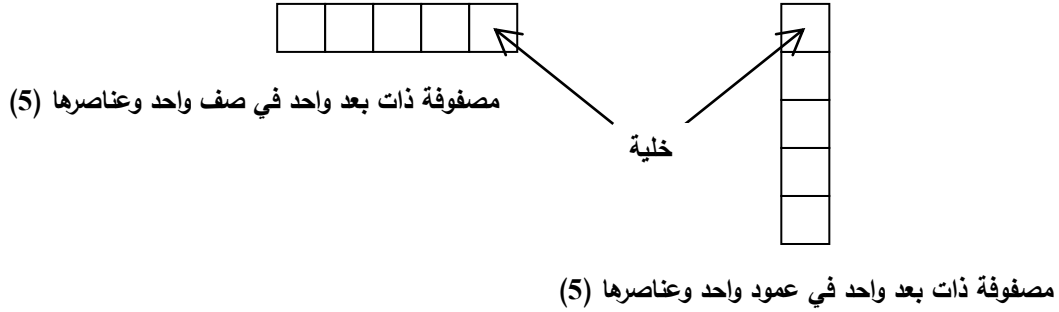 مصفوفة ذات بعد واحد في صف واحد وعناصرها (5)
خلية
مصفوفة ذات بعد واحد في عمود واحد وعناصرها (5)